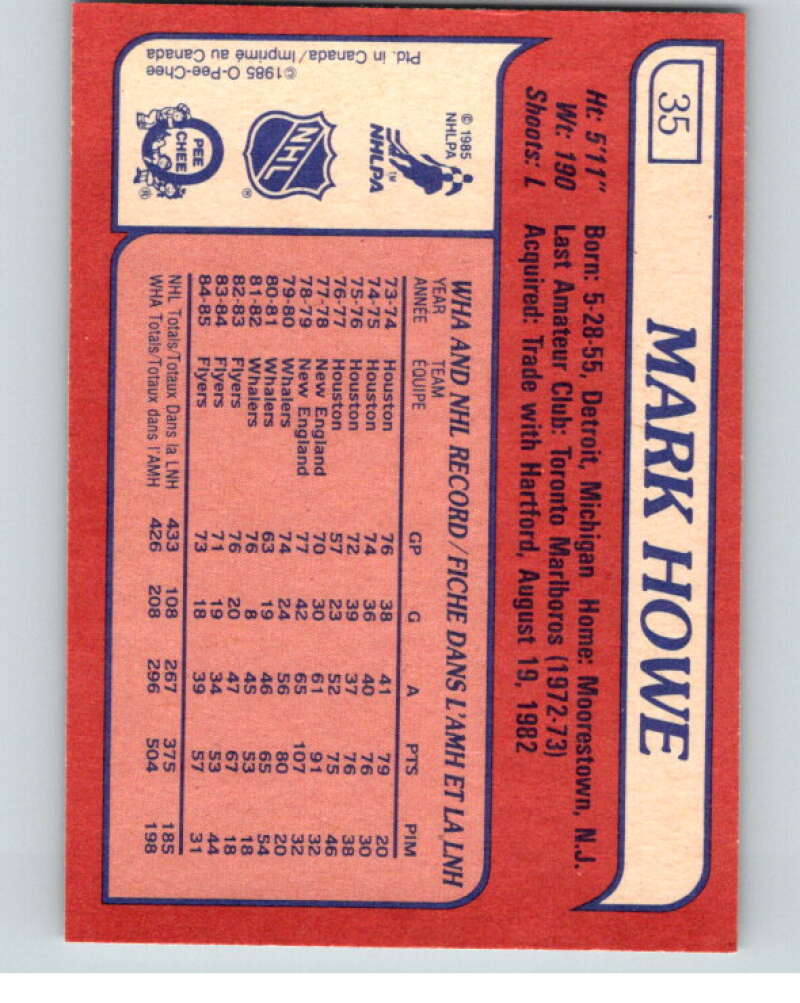 35
MARK HOWE
Ht: 5'11" Born: 5-28-55, Detroit, Michigan Home: Moorestown, N.J.
Wt: 190 Last Amateur Club: Toronto Marlboros (1972-73)
Shoots: L Acquired: Trade with Hartford, August 19, 1982
© 1985
NHLPA
NHLPA
TM
NHL
®
PEE
CHEE
®
©1985 O-Pee-Chee
Ptd. in Canada/Imprimé au Canada
WHA AND NHL RECORD/FICHE DANS L'AMH ET LA LNH
YEAR TEAM GP G A PTS PIM
ANNÉE ÉQUIPE
73-74 Houston 76 38 41 79 20
74-75 Houston 74 36 40 76 30
75-76 Houston 72 39 37 76 38
76-77 Houston 57 23 52 75 46
77-78 New England 70 30 61 91 32
78-79 New England 77 42 65 107 32
79-80 Whalers 74 24 56 80 20
80-81 Whalers 63 19 46 65 54
81-82 Whalers 76 8 45 53 18
82-83 Flyers 76 20 47 67 18
83-84 Flyers 71 19 34 53 44
84-85 Flyers 73 18 39 57 31
NHL Totals/Totaux Dans la LNH 433 108 267 375 185
WHA Totals/Totaux dans l'AMH 426 208 296 504 198